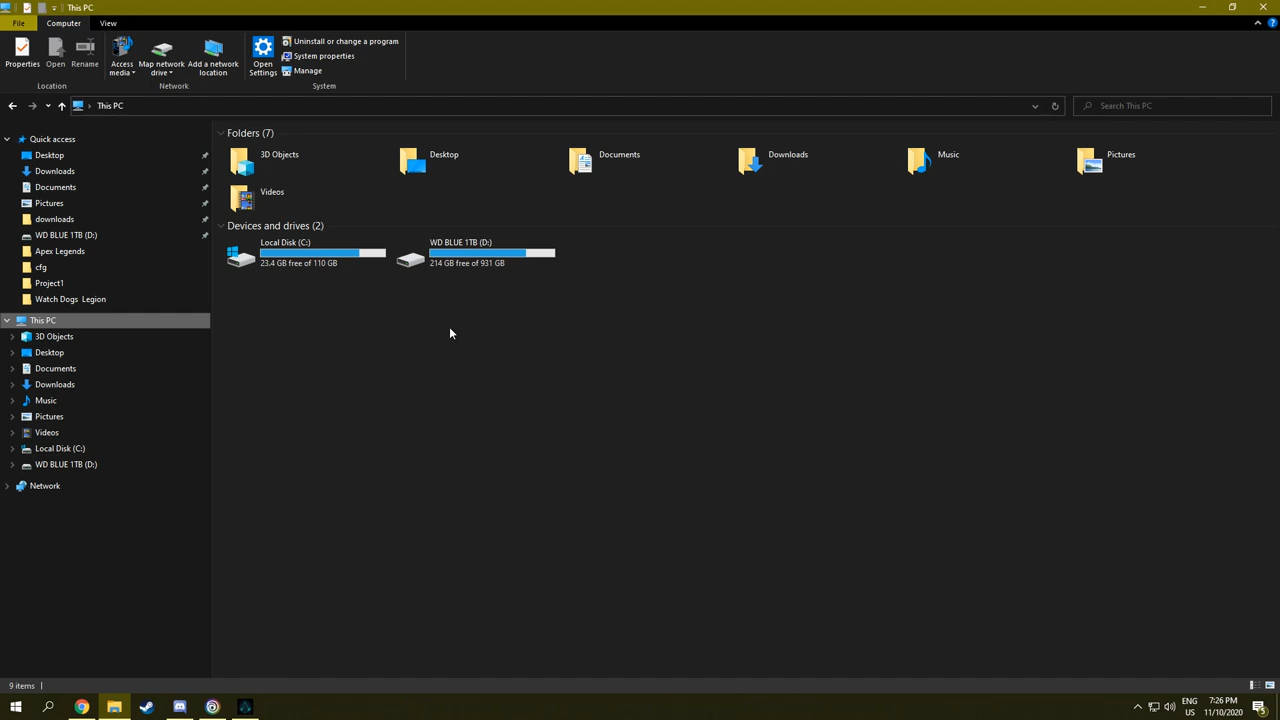 This PC
File
Computer
View
Properties
Open
Rename
Access media
Map network drive
Add a network location
Open Settings
Uninstall or change a program
System properties
Manage
Location
Network
System
This PC
Search This PC
Quick access
Desktop
Downloads
Documents
Pictures
downloads
WD BLUE 1TB (D:)
Apex Legends
cfg
Project1
Watch Dogs Legion
This PC
3D Objects
Desktop
Documents
Downloads
Music
Pictures
Videos
Local Disk (C:)
WD BLUE 1TB (D:)
Network
Folders (7)
3D Objects
Desktop
Documents
Downloads
Music
Pictures
Videos
Devices and drives (2)
Local Disk (C:)
23.4 GB free of 110 GB
WD BLUE 1TB (D:)
214 GB free of 931 GB
9 items
ENG
US
7:26 PM
11/10/2020
5